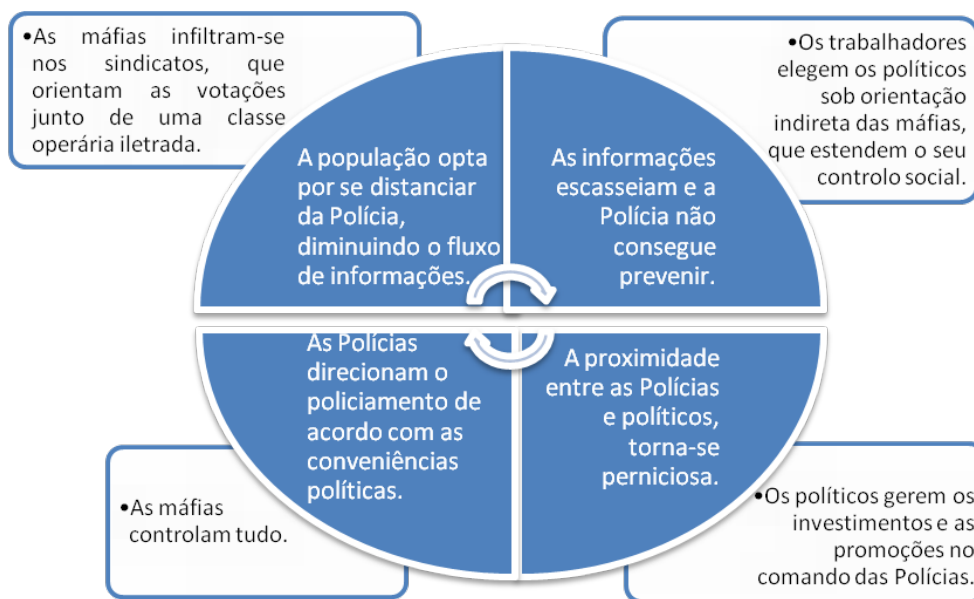 •As máfias infiltram-se
nos sindicatos, que
orientam as votações
junto de uma classe
operária iletrada.
•Os trabalhadores
elegem os políticos
sob orientação
indireta das máfias,
que estendem o seu
controlo social.
A população opta
por se distanciar
da Polícia,
diminuindo o fluxo
de informações.
As informações
escasseiam e a
Polícia não
consegue
prevenir.
As Polícias
direcionam o
policiamento de
acordo com as
conveniências
políticas.
A proximidade
entre as Polícias
e políticos,
torna-se
perniciosa.
•As máfias
controlam tudo.
•Os políticos gerem os
investimentos e as
promoções no
comando das Polícias.